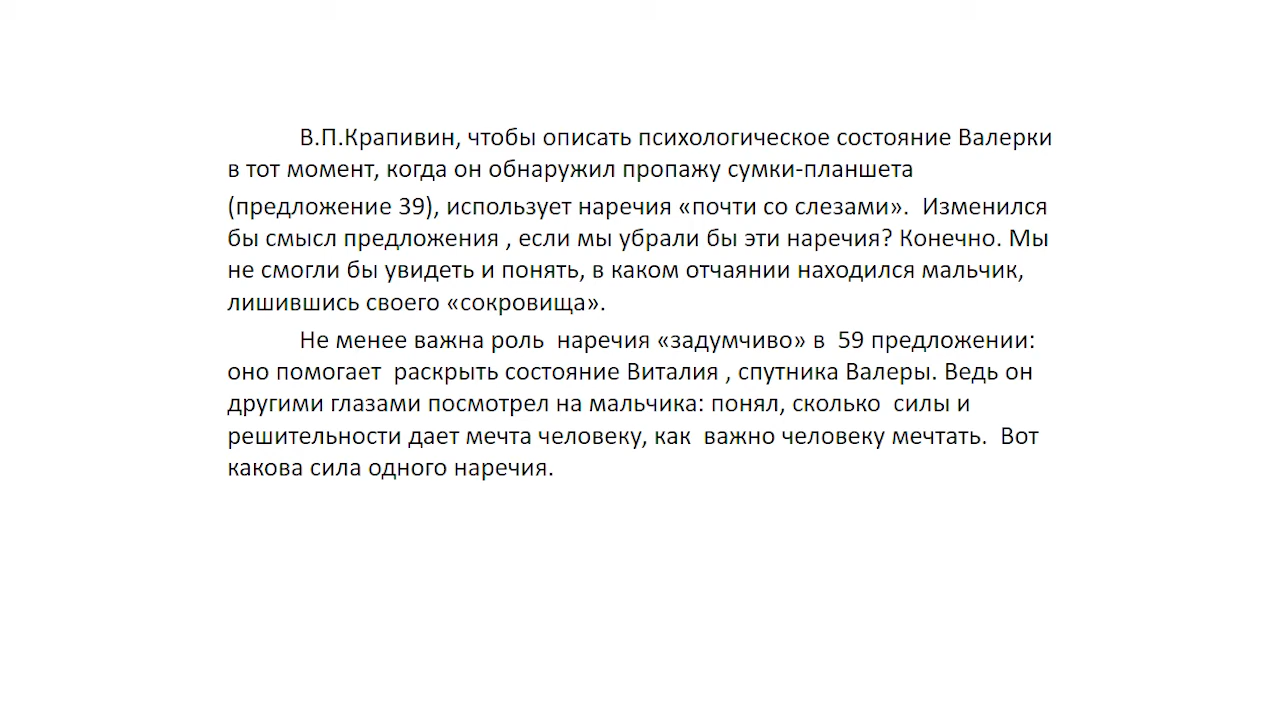 В.П.Крапивин, чтобы описать психологическое состояние Валерки
в тот момент, когда он обнаружил пропажу сумки-планшета
(предложение 39), использует наречия «почти со слезами».  Изменился
бы смысл предложения , если мы убрали бы эти наречия? Конечно. Мы
не смогли бы увидеть и понять, в каком отчаянии находился мальчик,
лишившись своего «сокровища».
Не менее важна роль  наречия «задумчиво» в  59 предложении:
оно помогает  раскрыть состояние Виталия , спутника Валеры. Ведь он
другими глазами посмотрел на мальчика: понял, сколько  силы и
решительности дает мечта человеку, как  важно человеку мечтать.  Вот
какова сила одного наречия.